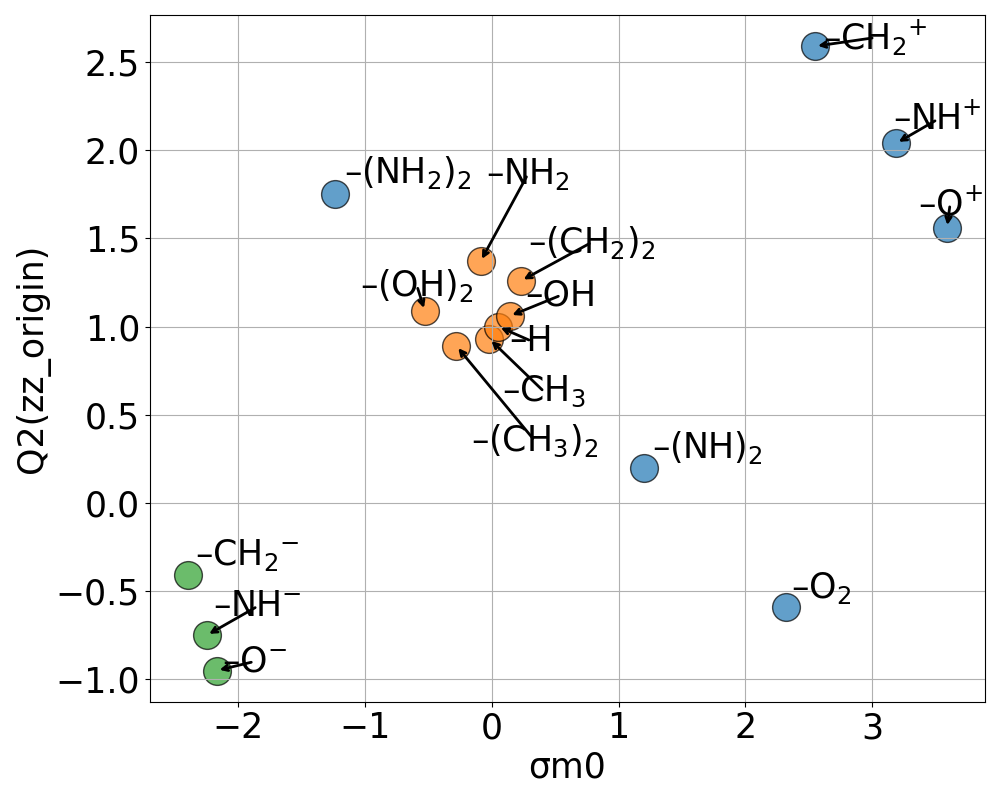 –CH₂⁺
–NH⁺
–(NH₂)₂
–NH₂
–O⁺
–(CH₂)₂
–(OH)₂
–OH
–H
–CH₃
–(CH₃)₂
–(NH)₂
–CH₂⁻
–NH⁻
–O₂
–O⁻
Q2(zz_origin)
2.5
2.0
1.5
1.0
0.5
0.0
−0.5
−1.0
−2
−1
0
1
2
3
σm0